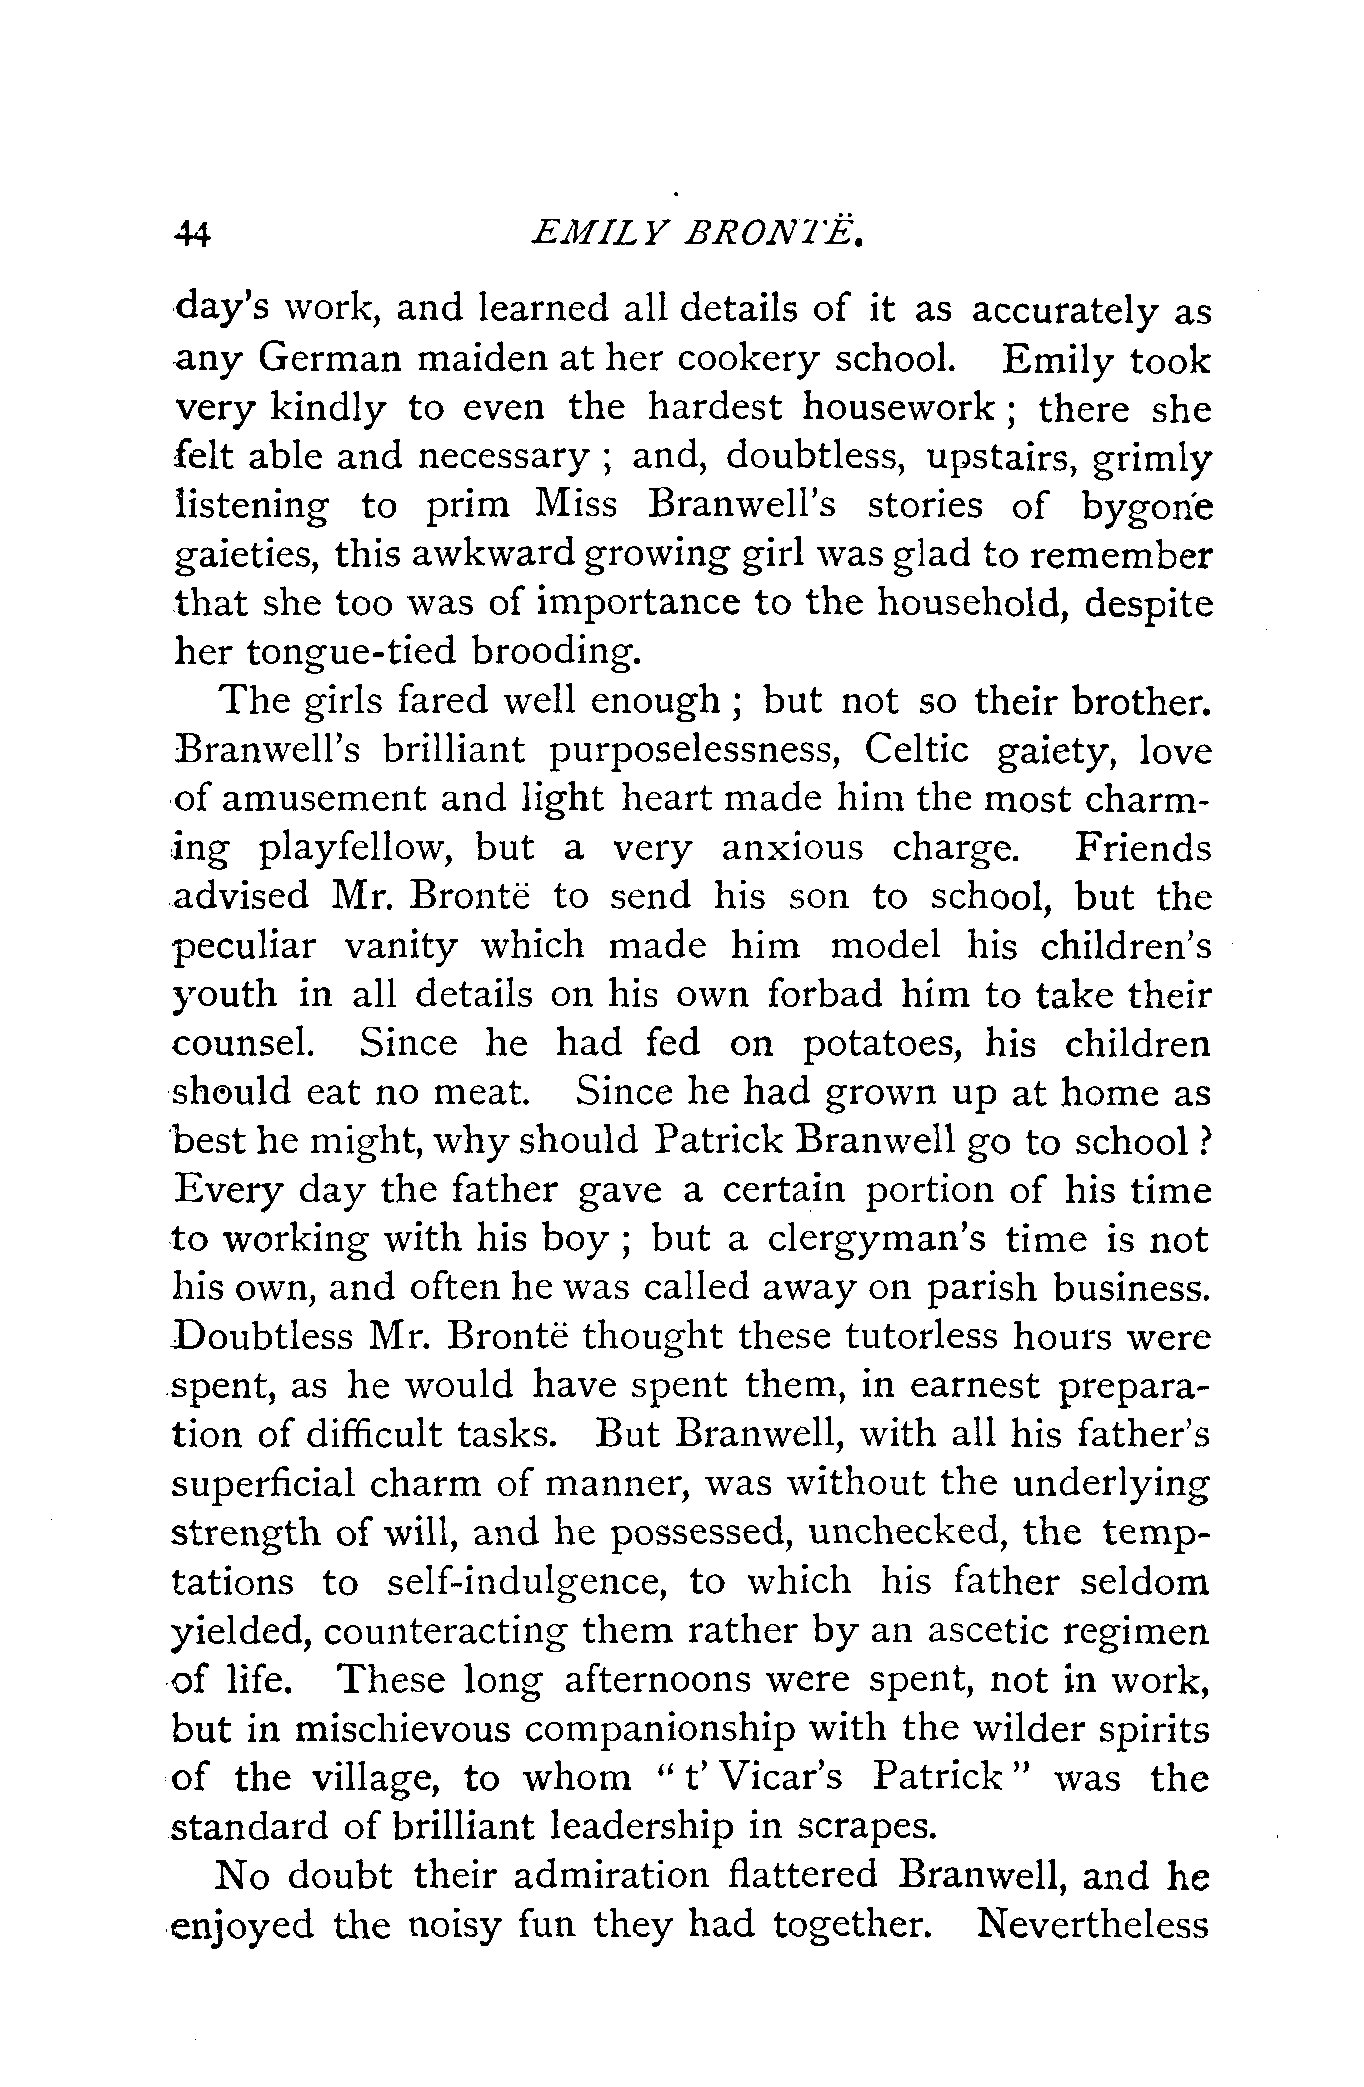 44 EMILY BRONTË.
day's work, and learned all details of it as accurately as
any German maiden at her cookery school. Emily took
very kindly to even the hardest housework ; there she
felt able and necessary ; and, doubtless, upstairs, grimly
listening to prim Miss Branwell's stories of bygone
gaieties, this awkward growing girl was glad to remember
that she too was of importance to the household, despite
her tongue-tied brooding.
The girls fared well enough ; but not so their brother.
Branwell's brilliant purposelessness, Celtic gaiety, love
of amusement and light heart made him the most charm-
ing playfellow, but a very anxious charge. Friends
advised Mr. Brontë to send his son to school, but the
peculiar vanity which made him model his children's
youth in all details on his own forbad him to take their
counsel. Since he had fed on potatoes, his children
should eat no meat. Since he had grown up at home as
best he might, why should Patrick Branwell go to school ?
Every day the father gave a certain portion of his time
to working with his boy ; but a clergyman's time is not
his own, and often he was called away on parish business.
Doubtless Mr. Brontë thought these tutorless hours were
spent, as he would have spent them, in earnest prepara-
tion of difficult tasks. But Branwell, with all his father's
superficial charm of manner, was without the underlying
strength of will, and he possessed, unchecked, the temp-
tations to self-indulgence, to which his father seldom
yielded, counteracting them rather by an ascetic regimen
of life. These long afternoons were spent, not in work,
but in mischievous companionship with the wilder spirits
of the village, to whom " t' Vicar's Patrick " was the
standard of brilliant leadership in scrapes.
No doubt their admiration flattered Branwell, and he
enjoyed the noisy fun they had together. Nevertheless